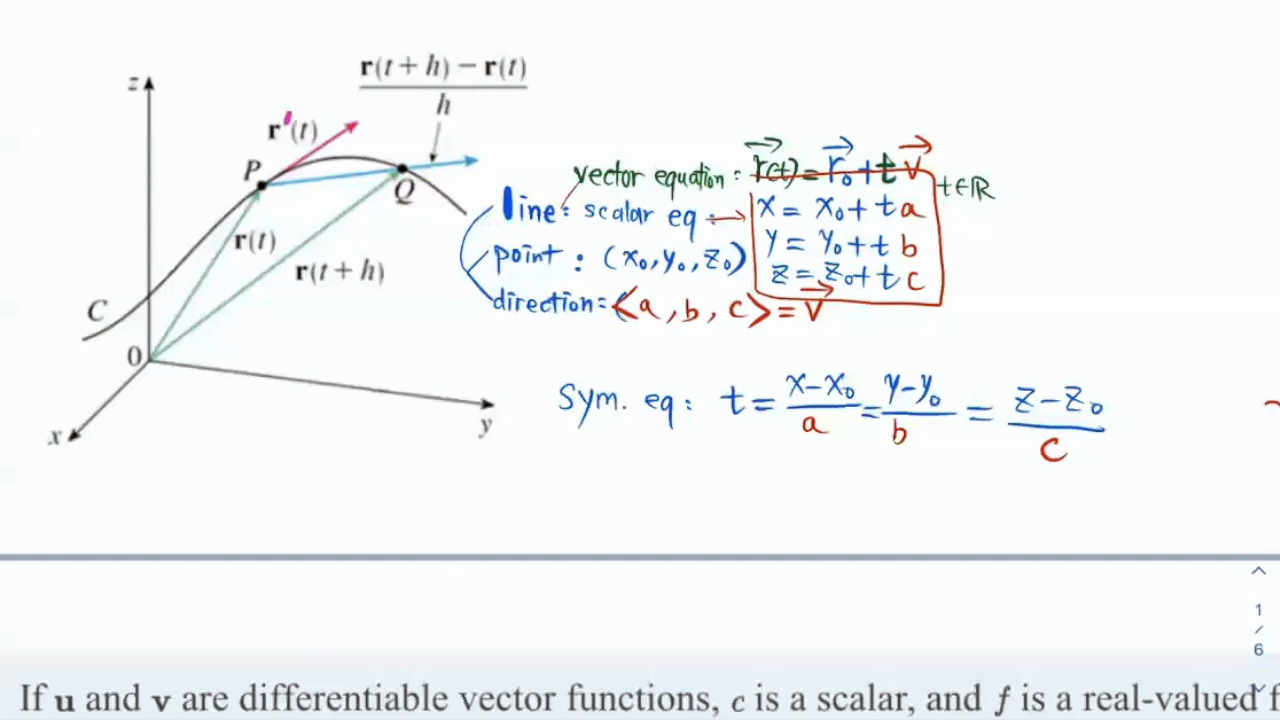 z
r(t + h) − r(t)
h
r'(t)
P
Q
r(t)
r(t + h)
C
0
x
y
vector equation: r(t) = r₀ + t v
t∈ℝ
line: scalar eq: → x = x₀ + t a
point: (x₀, y₀, z₀) y = y₀ + t b
z = z₀ + t c
direction = <a, b, c> = v
Sym. eq: t = x−x₀/a = y−y₀/b = z−z₀/c
1
/
6
If u and v are differentiable vector functions, c is a scalar, and f is a real-valued f